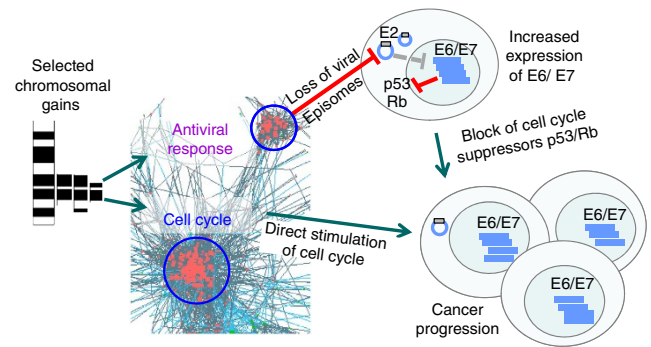 Selected
chromosomal
gains
Antiviral
response
Cell cycle
Loss of viral
Episomes
E2
E6/E7
p53
Rb
Increased
expression
of E6/ E7
Block of cell cycle
suppressors p53/Rb
Direct stimulation
of cell cycle
E6/E7
E6/E7
E6/E7
Cancer
progression